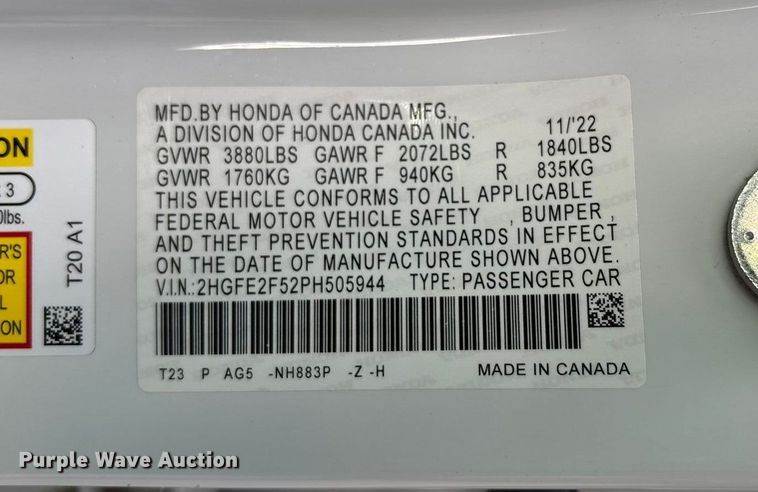 MFD.BY HONDA OF CANADA MFG.,
A DIVISION OF HONDA CANADA INC. 11/'22
GVWR 3880LBS GAWR F 2072LBS R 1840LBS
GVWR 1760KG GAWR F 940KG R 835KG
THIS VEHICLE CONFORMS TO ALL APPLICABLE
FEDERAL MOTOR VEHICLE SAFETY , BUMPER ,
AND THEFT PREVENTION STANDARDS IN EFFECT
ON THE DATE OF MANUFACTURE SHOWN ABOVE.
V.I.N.:2HGFE2F52PH505944 TYPE: PASSENGER CAR
T23 P AG5 -NH883P -Z -H MADE IN CANADA
ON
3
lbs.
R'S
OR
L
ON
T20 A1
Purple Wave Auction